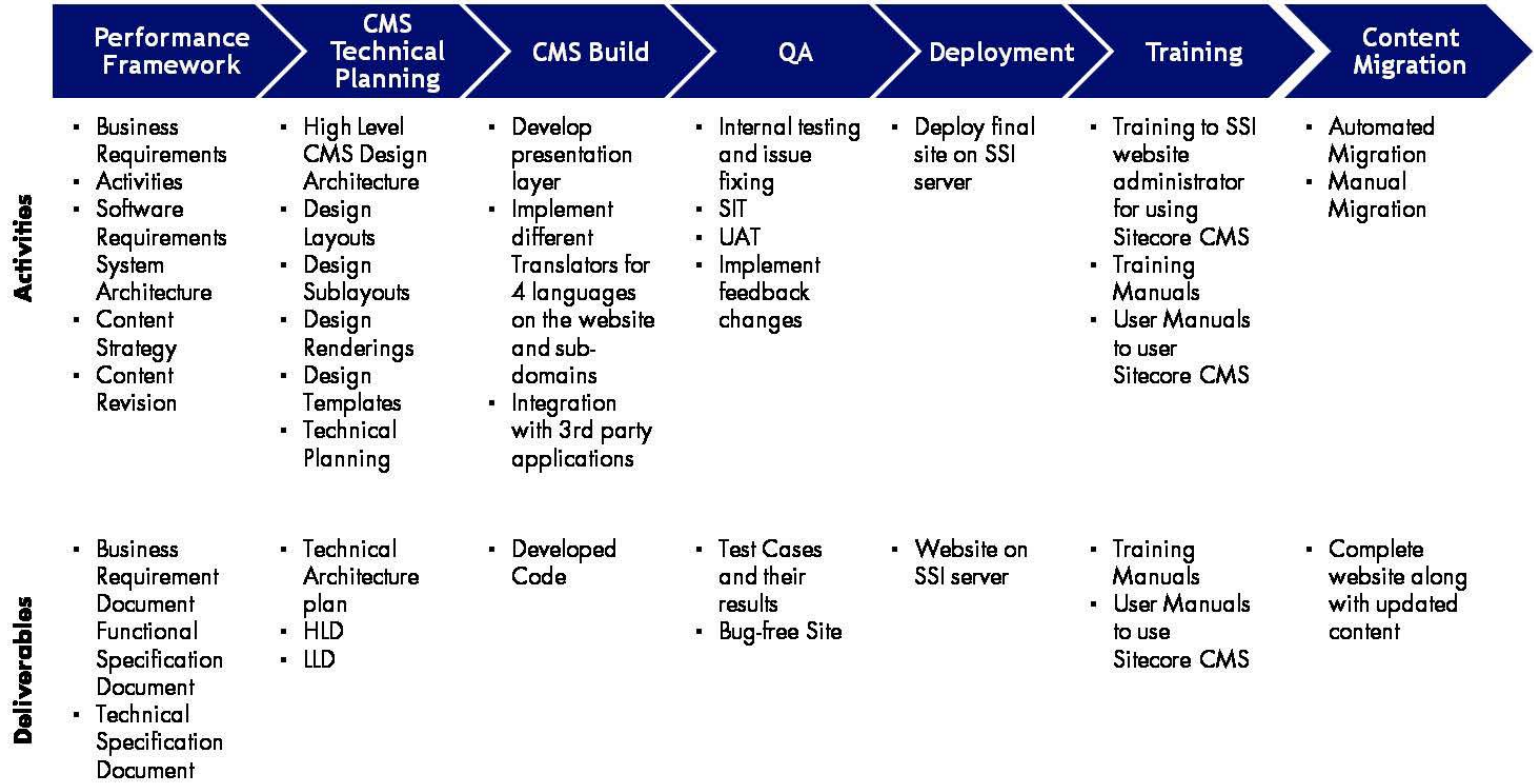 Performance
Framework
CMS
Technical
Planning
CMS Build
QA
Deployment
Training
Content
Migration
Activities
▪ Business
Requirements
▪ Activities
▪ Software
Requirements
System
Architecture
▪ Content
Strategy
▪ Content
Revision
▪ High Level
CMS Design
Architecture
▪ Design
Layouts
▪ Design
Sublayouts
▪ Design
Renderings
▪ Design
Templates
▪ Technical
Planning
▪ Develop
presentation
layer
▪ Implement
different
Translators for
4 languages
on the website
and sub-
domains
▪ Integration
with 3rd party
applications
▪ Internal testing
and issue
fixing
▪ SIT
▪ UAT
▪ Implement
feedback
changes
▪ Deploy final
site on SSI
server
▪ Training to SSI
website
administrator
for using
Sitecore CMS
▪ Training
Manuals
▪ User Manuals
to user
Sitecore CMS
▪ Automated
Migration
▪ Manual
Migration
Deliverables
▪ Business
Requirement
Document
Functional
Specification
Document
▪ Technical
Specification
Document
▪ Technical
Architecture
plan
▪ HLD
▪ LLD
▪ Developed
Code
▪ Test Cases
and their
results
▪ Bug-free Site
▪ Website on
SSI server
▪ Training
Manuals
▪ User Manuals
to use
Sitecore CMS
▪ Complete
website along
with updated
content